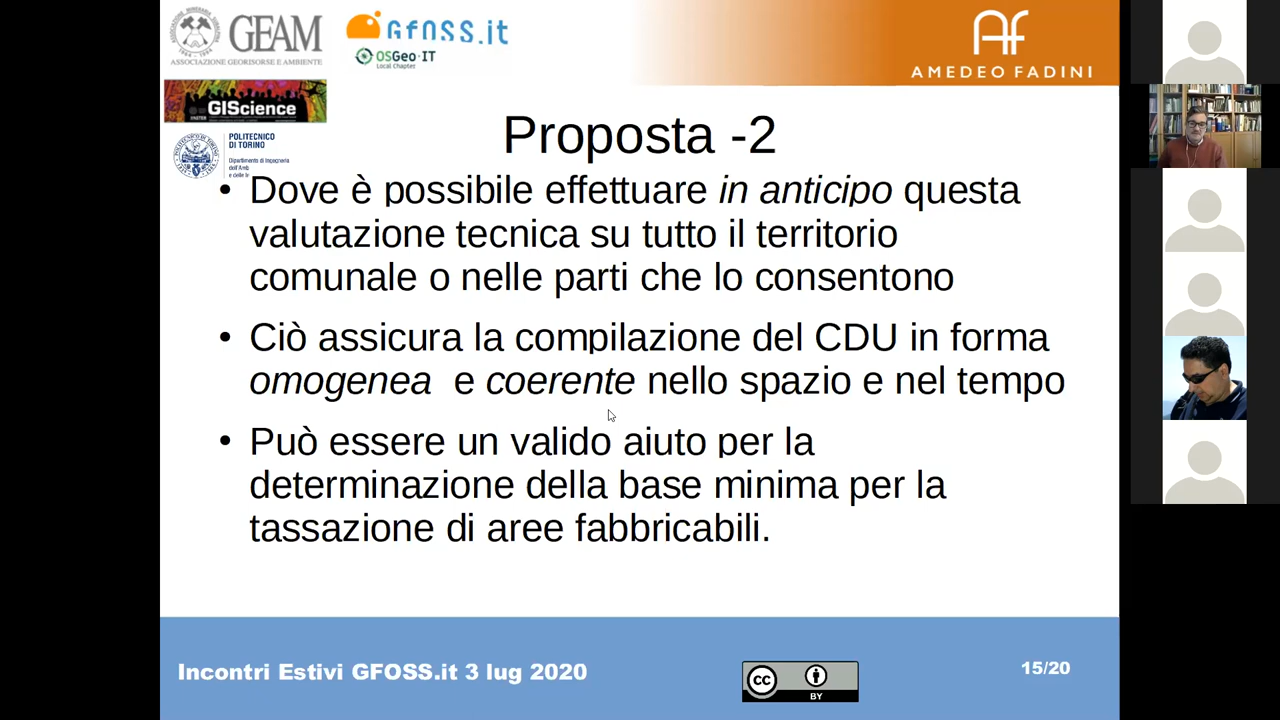 GEAM
ASSOCIAZIONE GEORISORSE E AMBIENTE
GFOSS.it
OSGeo-IT
Local Chapter
AF
AMEDEO FADINI
GIScience
POLITECNICO
DI TORINO
Dipartimento di Ingegneria
dell'Amb
e delle In
Proposta -2
• Dove è possibile effettuare in anticipo questa
valutazione tecnica su tutto il territorio
comunale o nelle parti che lo consentono
• Ciò assicura la compilazione del CDU in forma
omogenea e coerente nello spazio e nel tempo
• Può essere un valido aiuto per la
determinazione della base minima per la
tassazione di aree fabbricabili.
Incontri Estivi GFOSS.it 3 lug 2020
cc
BY
15/20